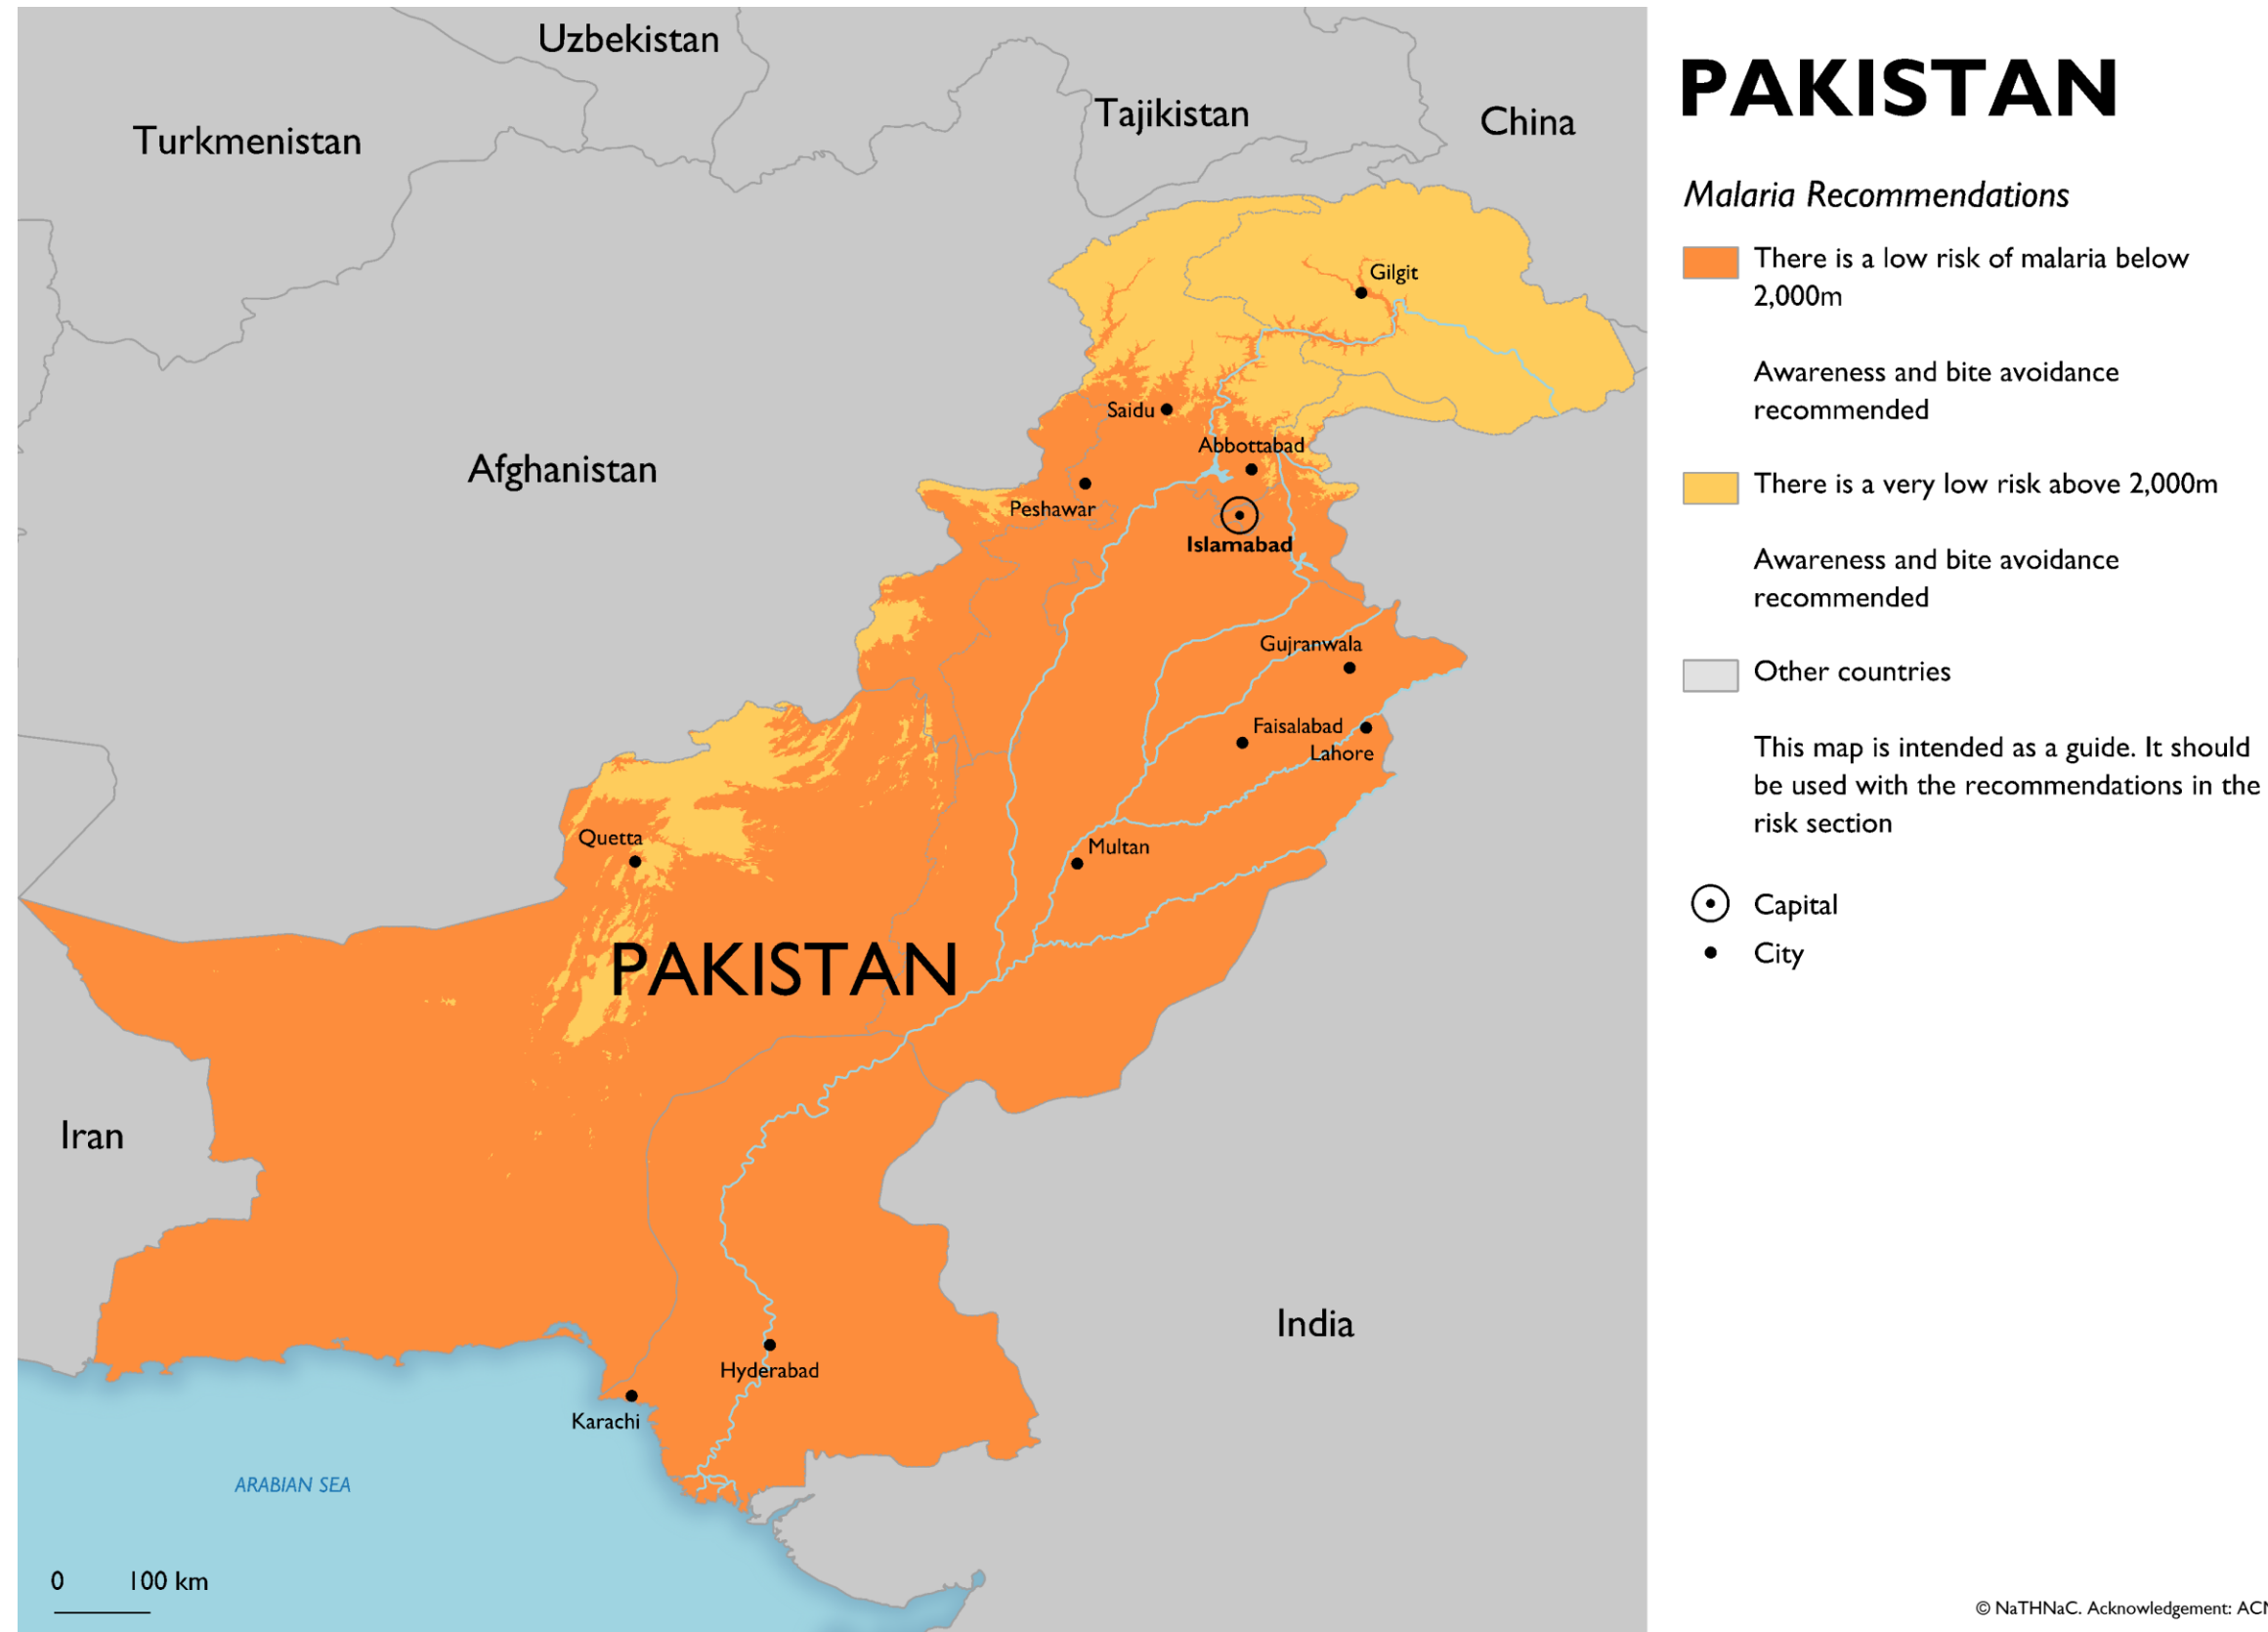 Uzbekistan
Tajikistan
China
Turkmenistan
Gilgit
Saidu
Abbottabad
Afghanistan
Peshawar
Islamabad
Gujranwala
Faisalabad
Lahore
Quetta
Multan
PAKISTAN
Iran
India
Hyderabad
Karachi
ARABIAN SEA
0 100 km
PAKISTAN
Malaria Recommendations
There is a low risk of malaria below
2,000m
Awareness and bite avoidance
recommended
There is a very low risk above 2,000m
Awareness and bite avoidance
recommended
Other countries
This map is intended as a guide. It should
be used with the recommendations in the
risk section
Capital
City
© NaTHNaC. Acknowledgement: